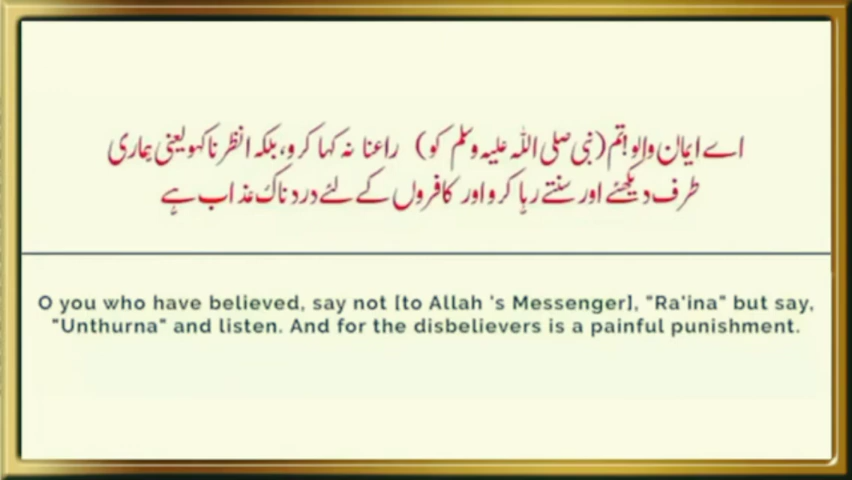 اے ایمان والو! تم (نبی صلی اللہ علیہ وسلم کو) راعنا نہ کہا کرو، بلکہ انظرنا کہو یعنی ہماری
طرف دیکھئے اور سنتے رہا کرو اور کافروں کے لئے دردناک عذاب ہے
O you who have believed, say not [to Allah 's Messenger], "Ra'ina" but say,
"Unthurna" and listen. And for the disbelievers is a painful punishment.